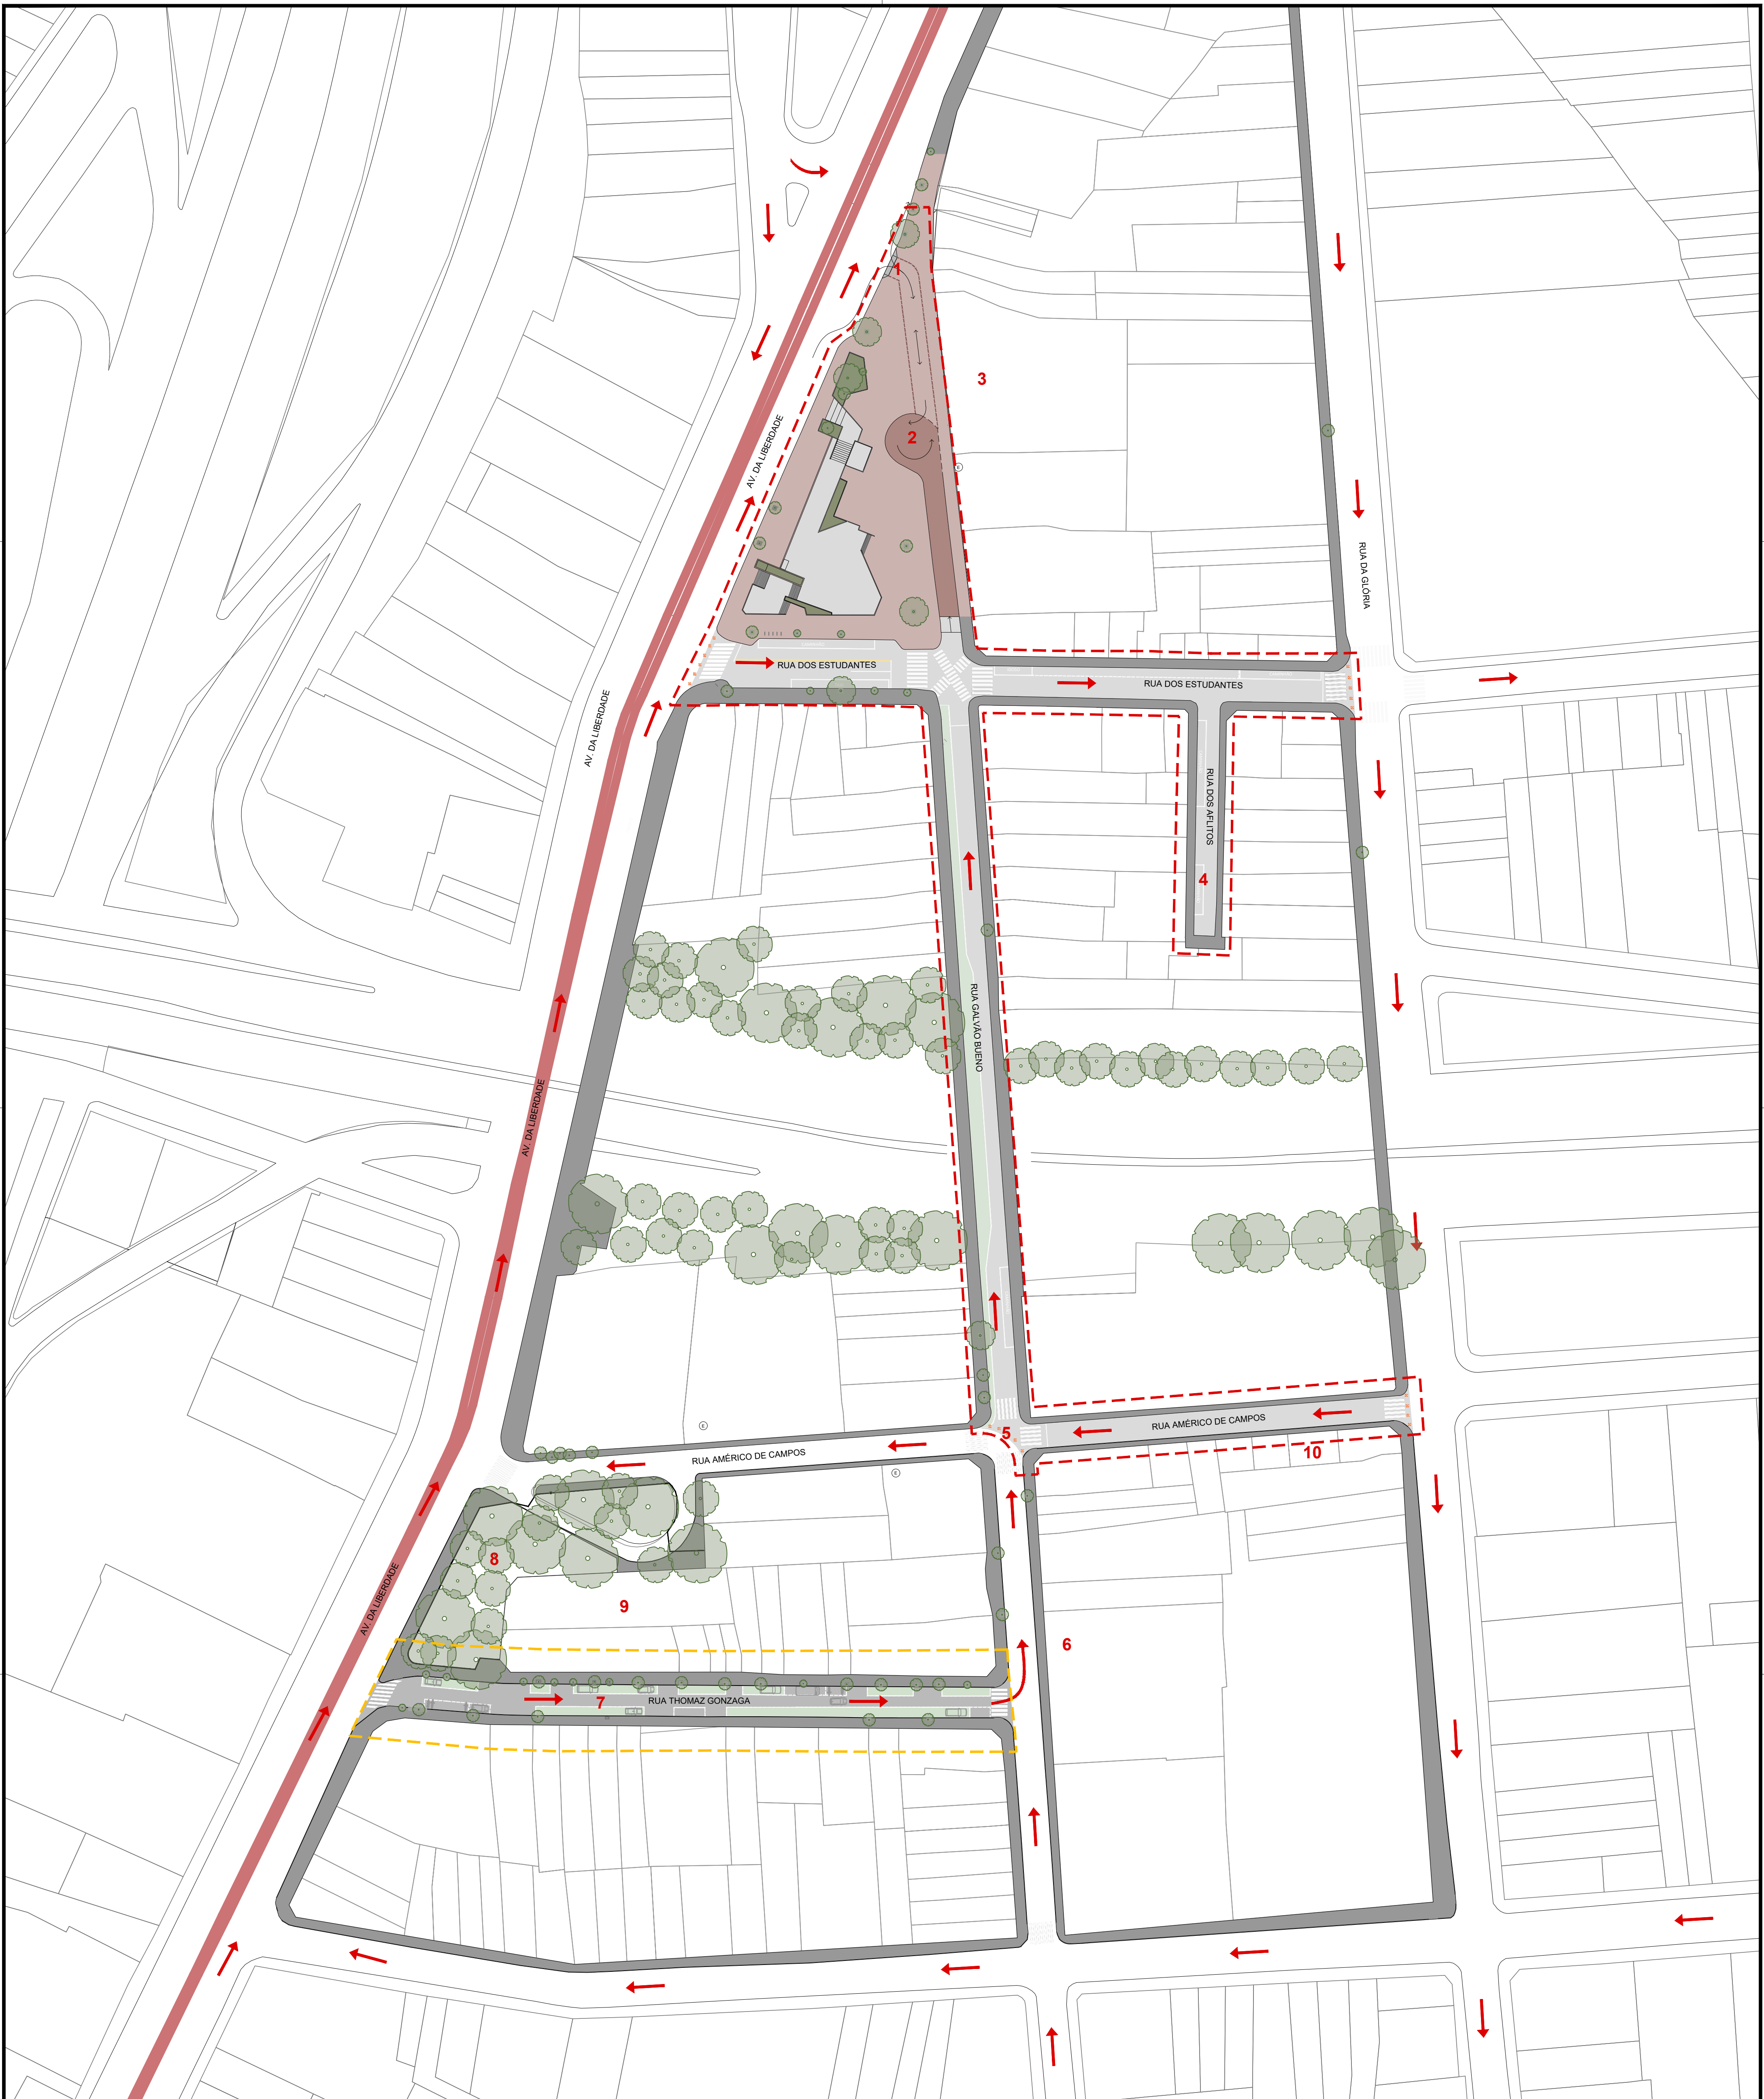 1
3
AV. DA LIBERDADE
2
RUA DA GLÓRIA
RUA DOS ESTUDANTES
RUA DOS ESTUDANTES
AV. DA LIBERDADE
RUA DOS AFLITOS
4
RUA GALVÃO BUENO
AV. DA LIBERDADE
RUA AMÉRICO DE CAMPOS
5
10
RUA AMÉRICO DE CAMPOS
8
AV. DA LIBERDADE
9
6
7
RUA THOMAZ GONZAGA